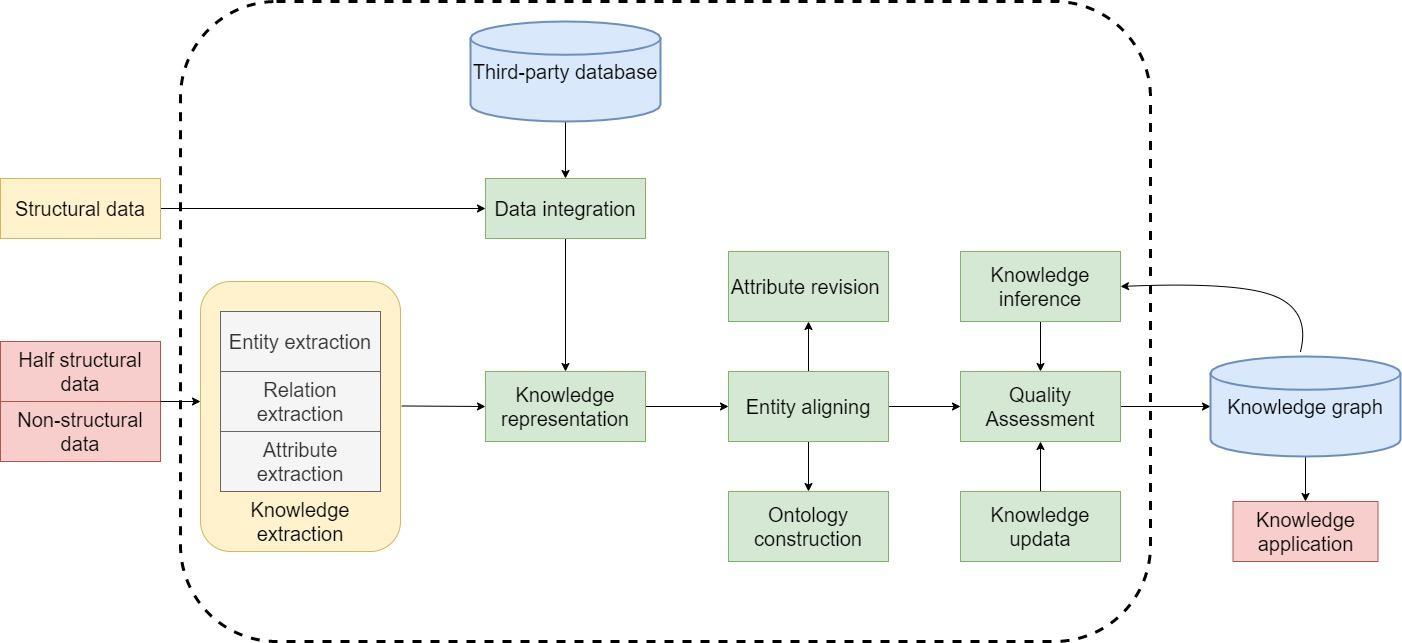 Third-party database
Structural data
Data integration
Half structural
data
Non-structural
data
Entity extraction
Relation
extraction
Attribute
extraction
Knowledge
extraction
Knowledge
representation
Attribute revision
Entity aligning
Ontology
construction
Knowledge
inference
Quality
Assessment
Knowledge
updata
Knowledge graph
Knowledge
application